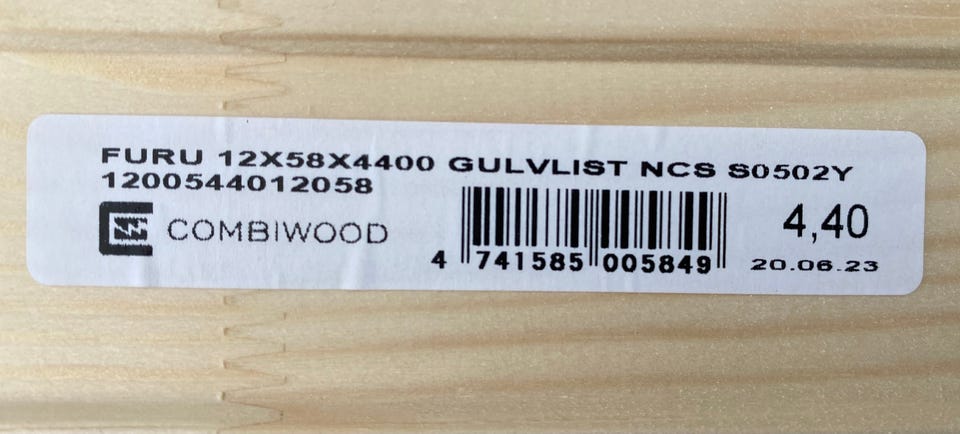 FURU 12X58X4400 GULVLIST NCS S0502Y
1200544012058
COMBIWOOD
4 741585 005849
4,40
20.06.23